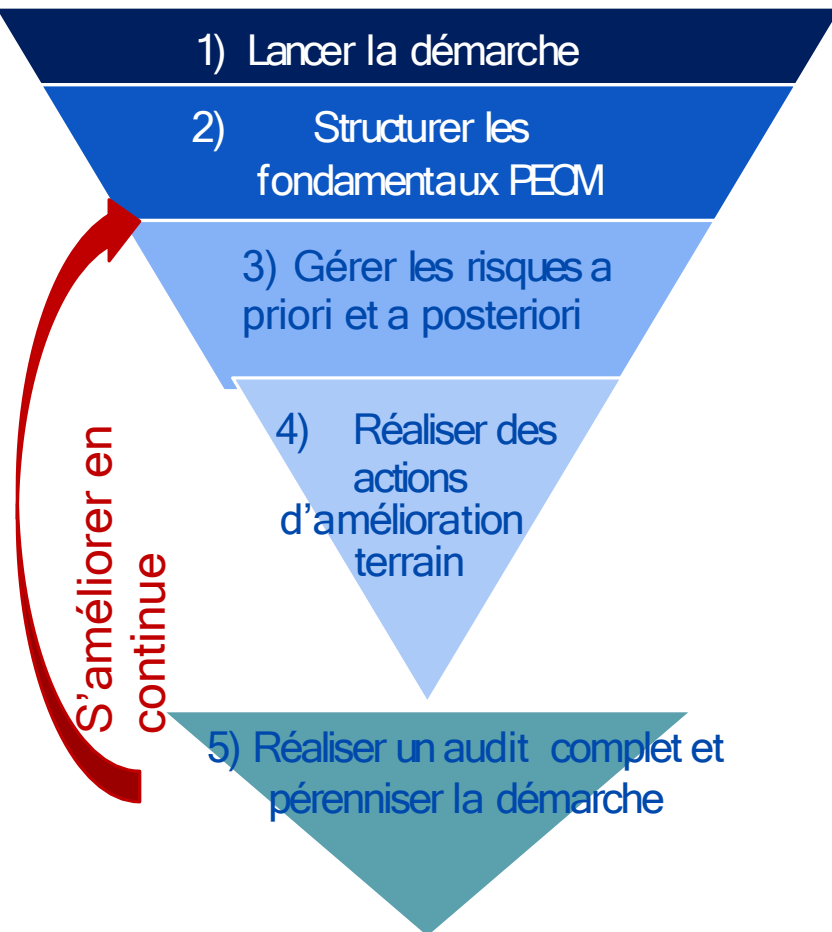 1) Lancer la démarche
2) Structurer les
fondamentaux PECM
3) Gérer les risques a
priori et a posteriori
4) Réaliser des
actions
d'amélioration
terrain
S'améliorer en
continue
5) Réaliser un audit complet et
pérenniser la démarche